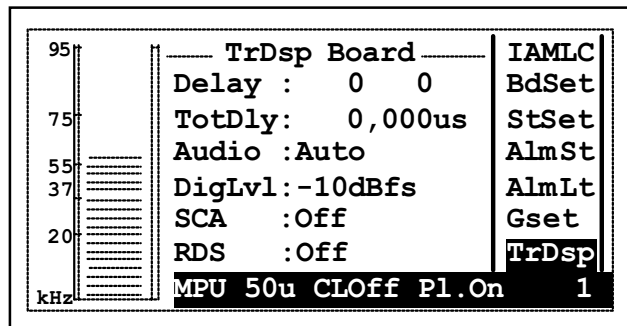 95
75
55
37
20
kHz
TrDsp Board
Delay : 0 0
TotDly: 0,000us
Audio :Auto
DigLvl:-10dBfs
SCA :Off
RDS :Off
IAMLC
BdSet
StSet
AlmSt
AlmLt
Gset
TrDsp
MPU 50u CLOff Pl.On 1